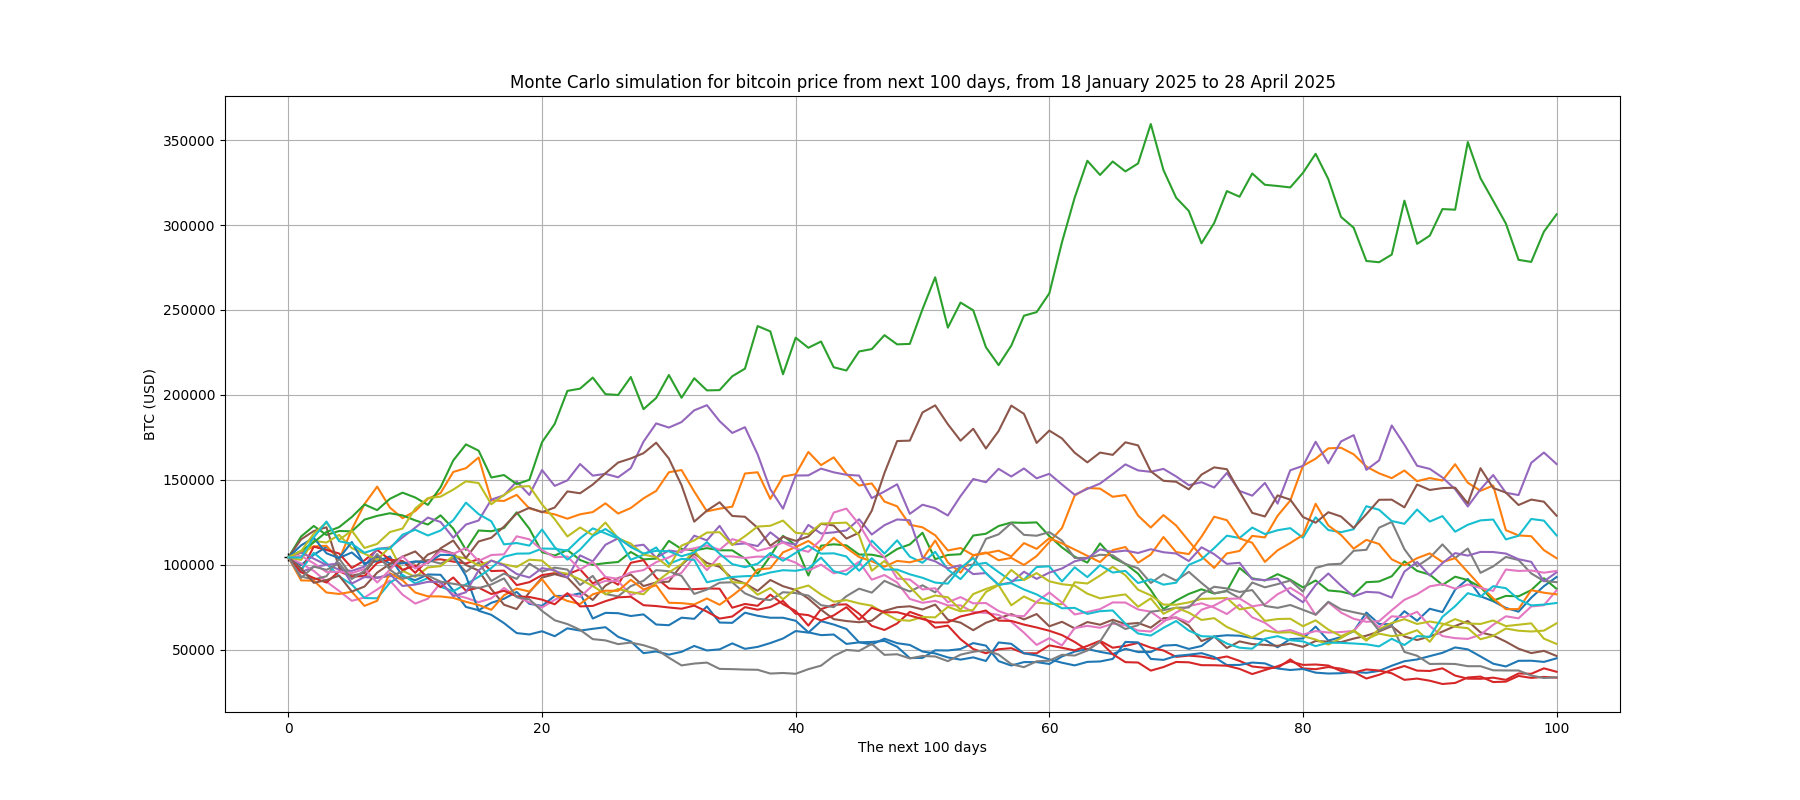 Monte Carlo simulation for bitcoin price from next 100 days, from 18 January 2025 to 28 April 2025
350000
300000
250000
200000
150000
100000
50000
BTC (USD)
0 20 40 60 80 100
The next 100 days